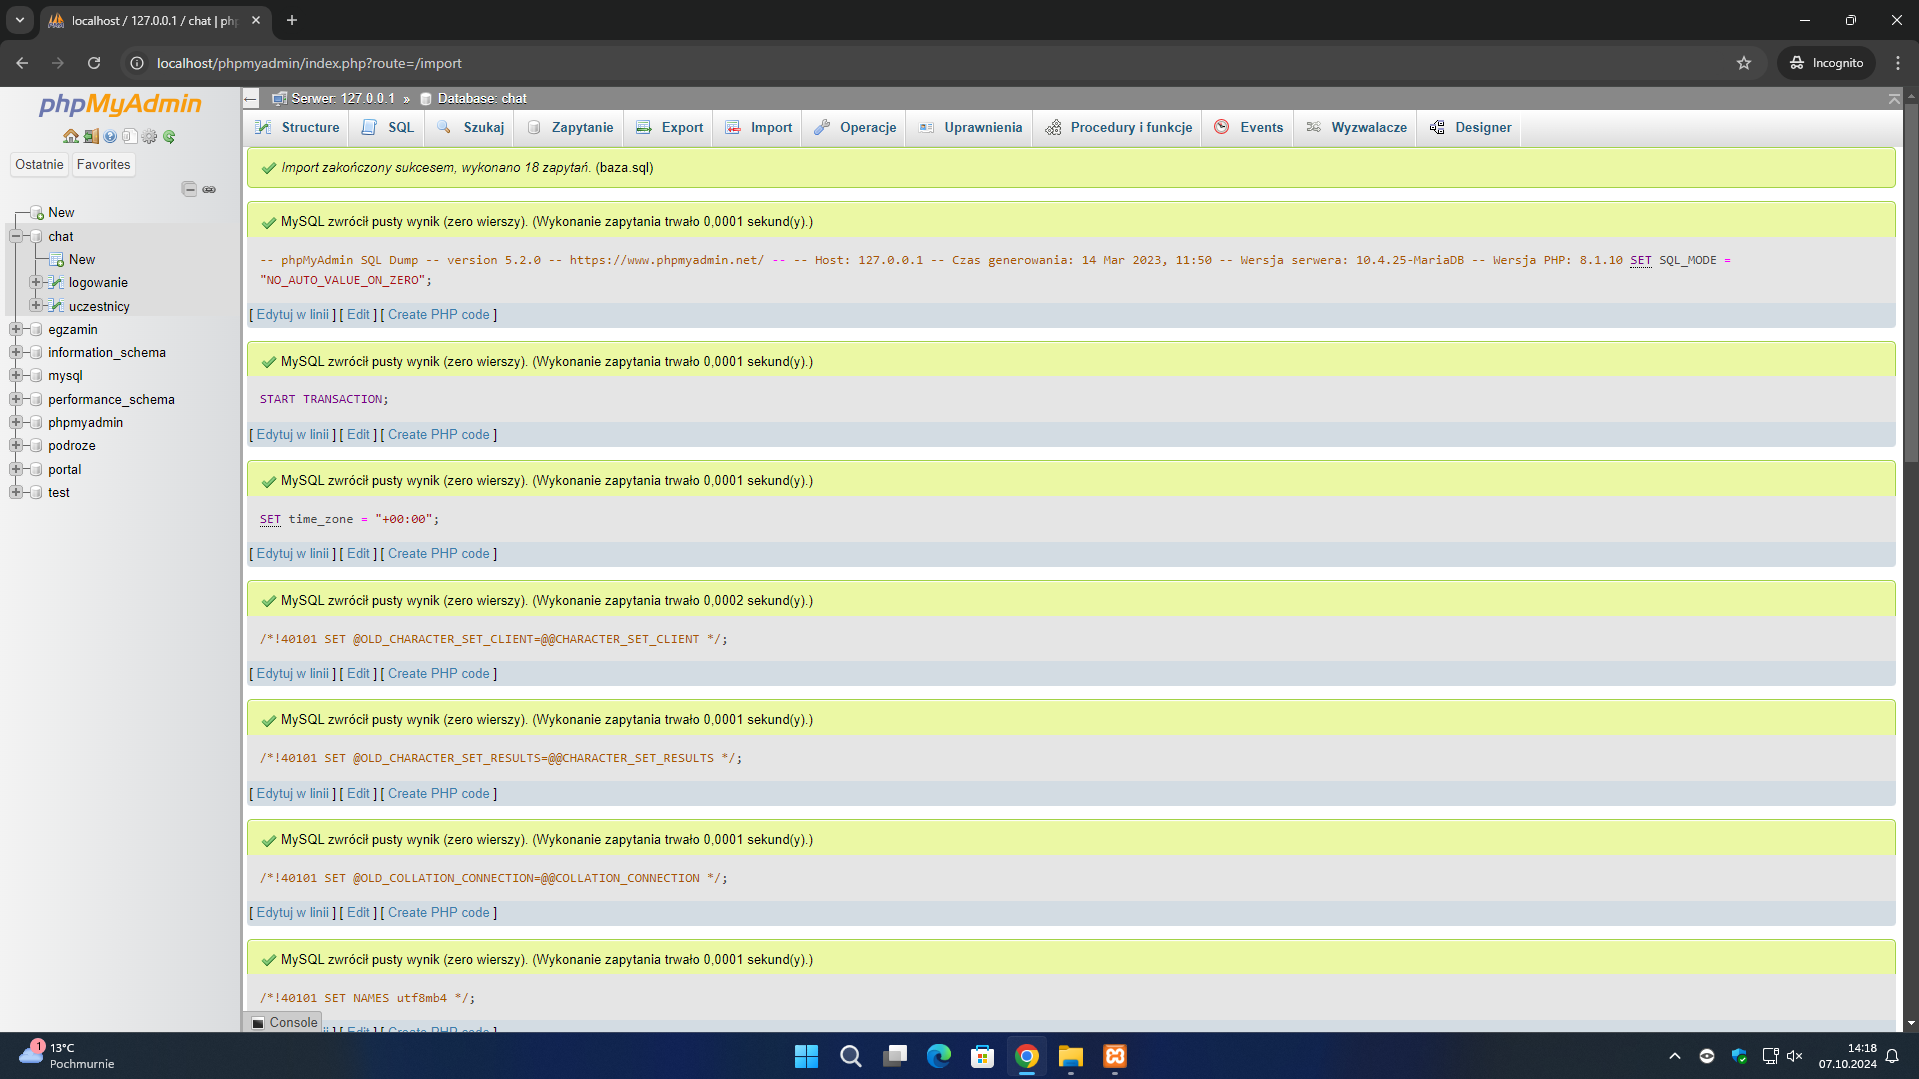 localhost / 127.0.0.1 / chat | php
localhost/phpmyadmin/index.php?route=/import
Incognito
phpMyAdmin
Ostatnie
Favorites
New
chat
New
logowanie
uczestnicy
egzamin
information_schema
mysql
performance_schema
phpmyadmin
podroze
portal
test
Serwer: 127.0.0.1 » Database: chat
Structure
SQL
Szukaj
Zapytanie
Export
Import
Operacje
Uprawnienia
Procedury i funkcje
Events
Wyzwalacze
Designer
Import zakończony sukcesem, wykonano 18 zapytań. (baza.sql)
MySQL zwrócił pusty wynik (zero wierszy). (Wykonanie zapytania trwało 0,0001 sekund(y).)
-- phpMyAdmin SQL Dump -- version 5.2.0 -- https://www.phpmyadmin.net/ -- -- Host: 127.0.0.1 -- Czas generowania: 14 Mar 2023, 11:50 -- Wersja serwera: 10.4.25-MariaDB -- Wersja PHP: 8.1.10 SET SQL_MODE =
"NO_AUTO_VALUE_ON_ZERO";
[ Edytuj w linii ] [ Edit ] [ Create PHP code ]
MySQL zwrócił pusty wynik (zero wierszy). (Wykonanie zapytania trwało 0,0001 sekund(y).)
START TRANSACTION;
[ Edytuj w linii ] [ Edit ] [ Create PHP code ]
MySQL zwrócił pusty wynik (zero wierszy). (Wykonanie zapytania trwało 0,0001 sekund(y).)
SET time_zone = "+00:00";
[ Edytuj w linii ] [ Edit ] [ Create PHP code ]
MySQL zwrócił pusty wynik (zero wierszy). (Wykonanie zapytania trwało 0,0002 sekund(y).)
/*!40101 SET @OLD_CHARACTER_SET_CLIENT=@@CHARACTER_SET_CLIENT */;
[ Edytuj w linii ] [ Edit ] [ Create PHP code ]
MySQL zwrócił pusty wynik (zero wierszy). (Wykonanie zapytania trwało 0,0001 sekund(y).)
/*!40101 SET @OLD_CHARACTER_SET_RESULTS=@@CHARACTER_SET_RESULTS */;
[ Edytuj w linii ] [ Edit ] [ Create PHP code ]
MySQL zwrócił pusty wynik (zero wierszy). (Wykonanie zapytania trwało 0,0001 sekund(y).)
/*!40101 SET @OLD_COLLATION_CONNECTION=@@COLLATION_CONNECTION */;
[ Edytuj w linii ] [ Edit ] [ Create PHP code ]
MySQL zwrócił pusty wynik (zero wierszy). (Wykonanie zapytania trwało 0,0001 sekund(y).)
/*!40101 SET NAMES utf8mb4 */;
Console
ii ] [ Edit ] [ Create PHP code ]
1
13°C
Pochmurnie
14:18
07.10.2024